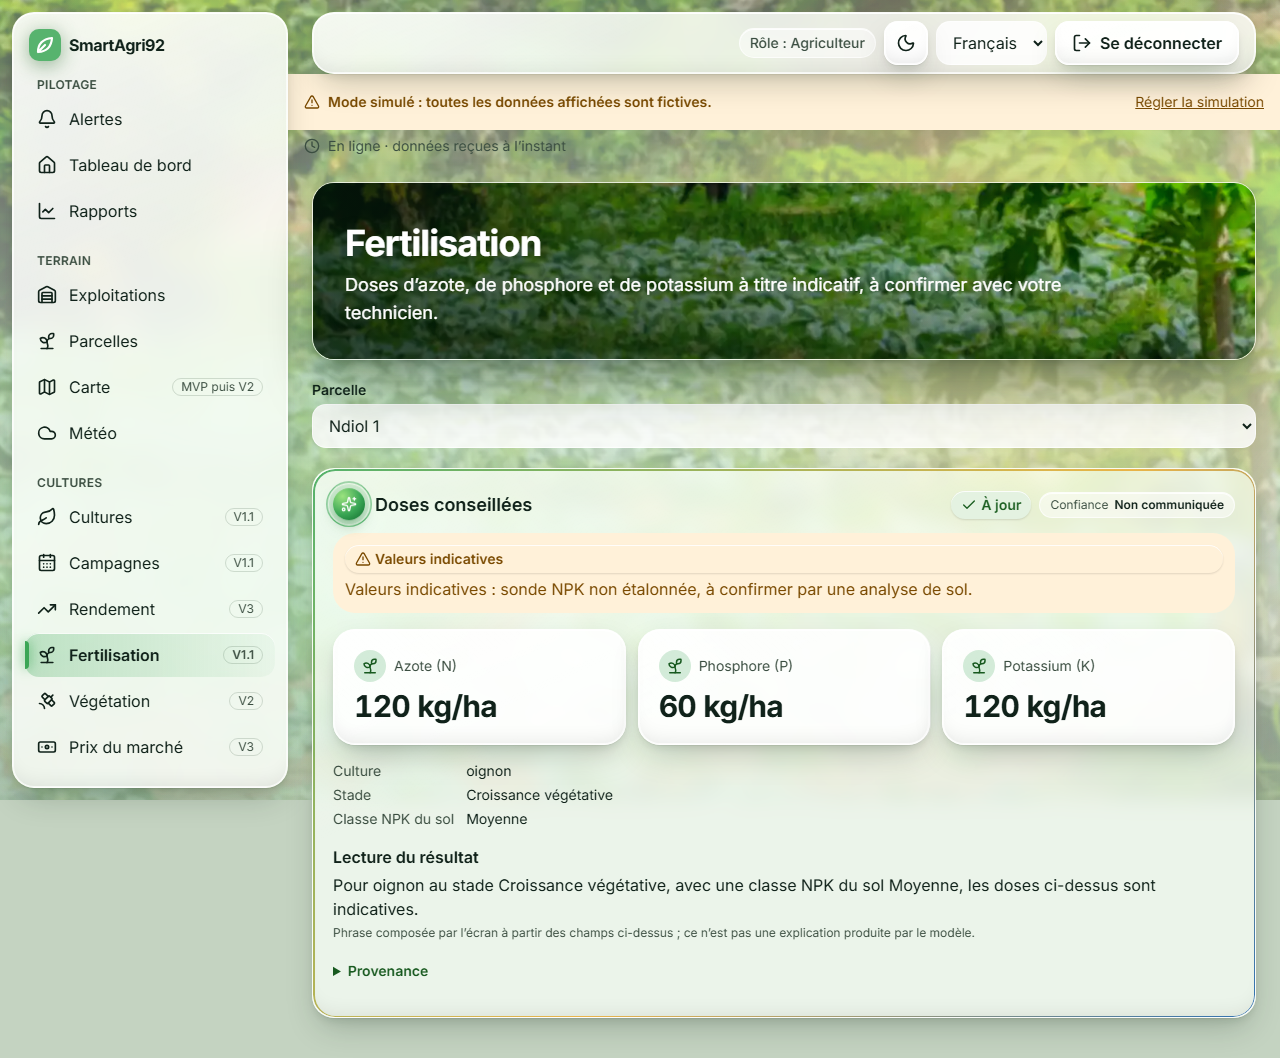 SmartAgri92
PILOTAGE
Alertes
Tableau de bord
Rapports
TERRAIN
Exploitations
Parcelles
Carte MVP puis V2
Météo
CULTURES
Cultures V1.1
Campagnes V1.1
Rendement V3
Fertilisation V1.1
Végétation V2
Prix du marché V3
Rôle : Agriculteur
Français
Se déconnecter
Mode simulé : toutes les données affichées sont fictives.
Régler la simulation
En ligne · données reçues à l’instant
Fertilisation
Doses d’azote, de phosphore et de potassium à titre indicatif, à confirmer avec votre
technicien.
Parcelle
Ndiol 1
Doses conseillées
À jour
Confiance Non communiquée
Valeurs indicatives
Valeurs indicatives : sonde NPK non étalonnée, à confirmer par une analyse de sol.
Azote (N)
120 kg/ha
Phosphore (P)
60 kg/ha
Potassium (K)
120 kg/ha
Culture oignon
Stade Croissance végétative
Classe NPK du sol Moyenne
Lecture du résultat
Pour oignon au stade Croissance végétative, avec une classe NPK du sol Moyenne, les doses ci-dessus sont
indicatives.
Phrase composée par l’écran à partir des champs ci-dessus ; ce n’est pas une explication produite par le modèle.
Provenance